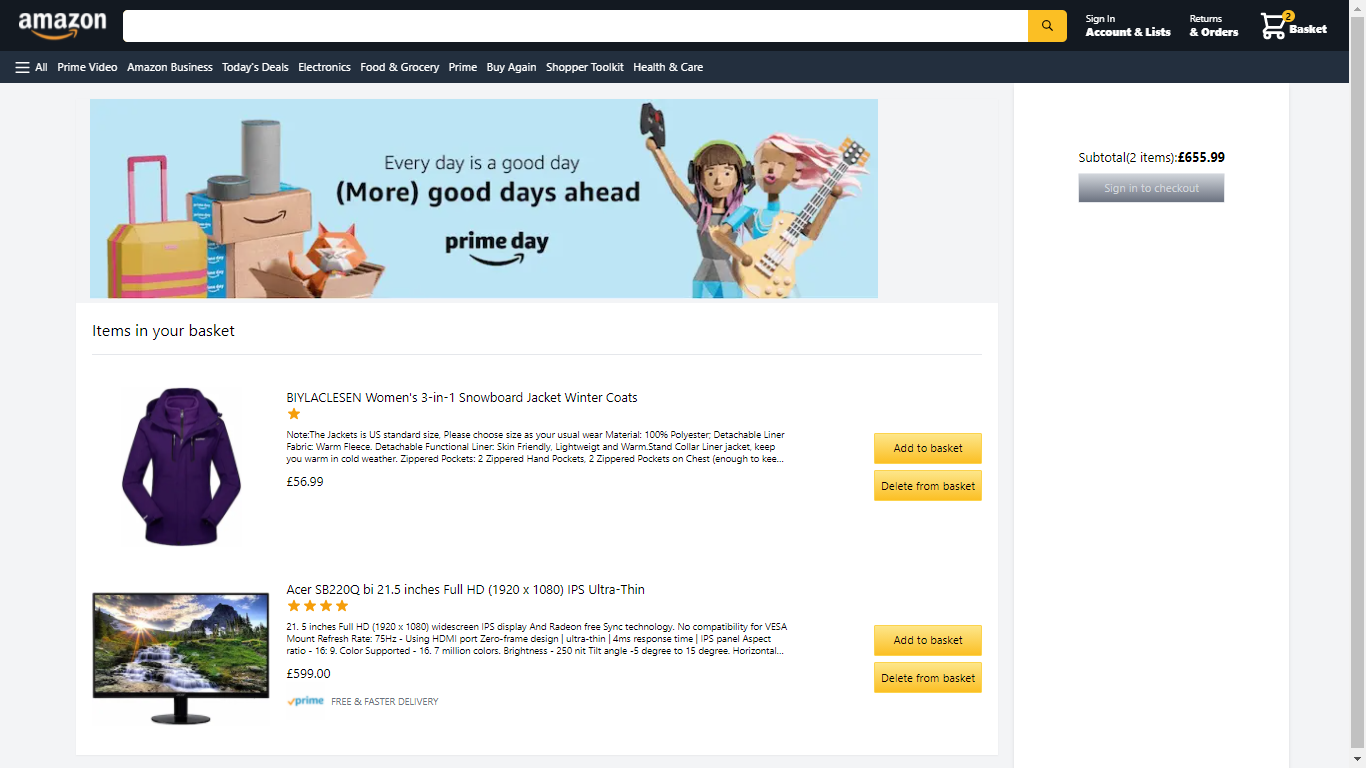 amazon
Sign In
Account & Lists
Returns
& Orders
2
Basket
All Prime Video Amazon Business Today's Deals Electronics Food & Grocery Prime Buy Again Shopper Toolkit Health & Care
Every day is a good day
(More) good days ahead
prime day
Subtotal(2 items):£655.99
Sign in to checkout
Items in your basket
BIYLACLESEN Women's 3-in-1 Snowboard Jacket Winter Coats
Note:The Jackets is US standard size, Please choose size as your usual wear Material: 100% Polyester; Detachable Liner
Fabric: Warm Fleece. Detachable Functional Liner: Skin Friendly, Lightweigt and Warm.Stand Collar Liner jacket, keep
you warm in cold weather. Zippered Pockets: 2 Zippered Hand Pockets, 2 Zippered Pockets on Chest (enough to kee...
£56.99
Add to basket
Delete from basket
Acer SB220Q bi 21.5 inches Full HD (1920 x 1080) IPS Ultra-Thin
21. 5 inches Full HD (1920 x 1080) widescreen IPS display And Radeon free Sync technology. No compatibility for VESA
Mount Refresh Rate: 75Hz - Using HDMI port Zero-frame design | ultra-thin | 4ms response time | IPS panel Aspect
ratio - 16: 9. Color Supported - 16. 7 million colors. Brightness - 250 nit Tilt angle -5 degree to 15 degree. Horizontal...
£599.00
prime FREE & FASTER DELIVERY
Add to basket
Delete from basket